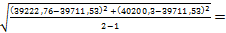 √(((39222,76−39711,53)² +(40200,3−39711,53)²)/(2−1)) =